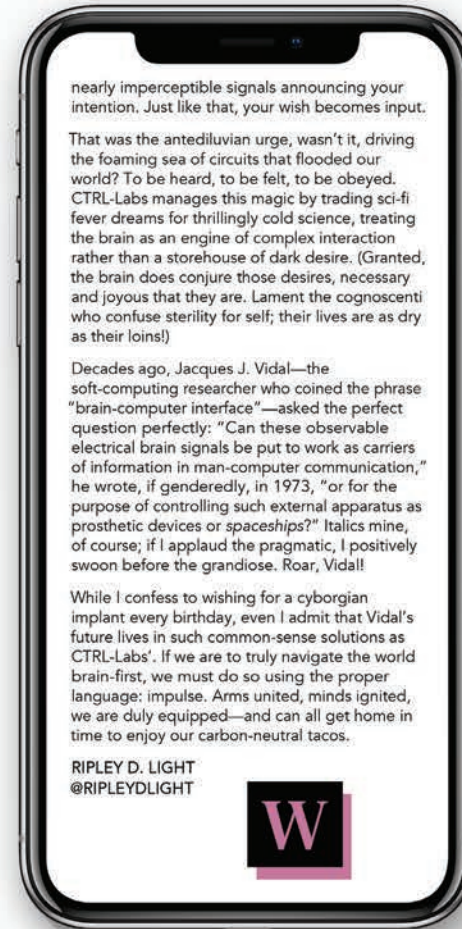 nearly imperceptible signals announcing your
intention. Just like that, your wish becomes input.
That was the antediluvian urge, wasn't it, driving
the foaming sea of circuits that flooded our
world? To be heard, to be felt, to be obeyed.
CTRL-Labs manages this magic by trading sci-fi
fever dreams for thrillingly cold science, treating
the brain as an engine of complex interaction
rather than a storehouse of dark desire. (Granted,
the brain does conjure those desires, necessary
and joyous that they are. Lament the cognoscenti
who confuse sterility for self; their lives are as dry
as their loins!)
Decades ago, Jacques J. Vidal—the
soft-computing researcher who coined the phrase
“brain-computer interface”—asked the perfect
question perfectly: “Can these observable
electrical brain signals be put to work as carriers
of information in man-computer communication,”
he wrote, if genderedly, in 1973, “or for the
purpose of controlling such external apparatus as
prosthetic devices or spaceships?” Italics mine,
of course; if I applaud the pragmatic, I positively
swoon before the grandiose. Roar, Vidal!
While I confess to wishing for a cyborgian
implant every birthday, even I admit that Vidal's
future lives in such common-sense solutions as
CTRL-Labs'. If we are to truly navigate the world
brain-first, we must do so using the proper
language: impulse. Arms united, minds ignited,
we are duly equipped—and can all get home in
time to enjoy our carbon-neutral tacos.
RIPLEY D. LIGHT
@RIPLEYDLIGHT
W